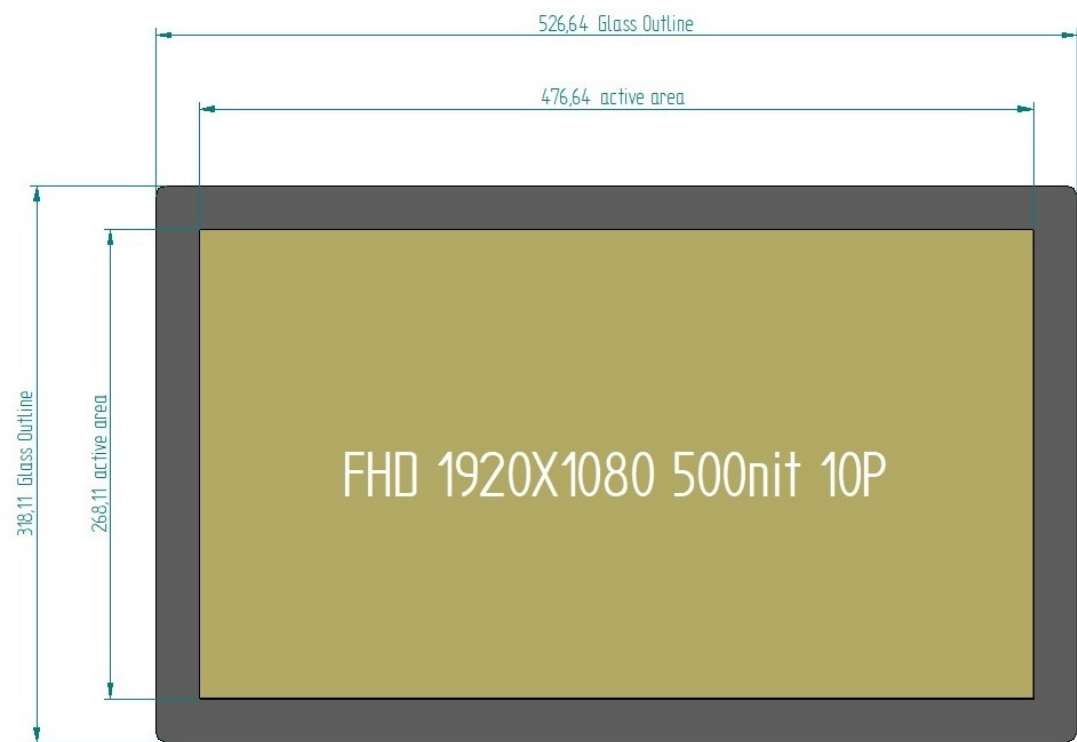 526,64 Glass Outline
476,64 active area
318,11 Glass Outline
268,11 active area
FHD 1920X1080 500nit 10P